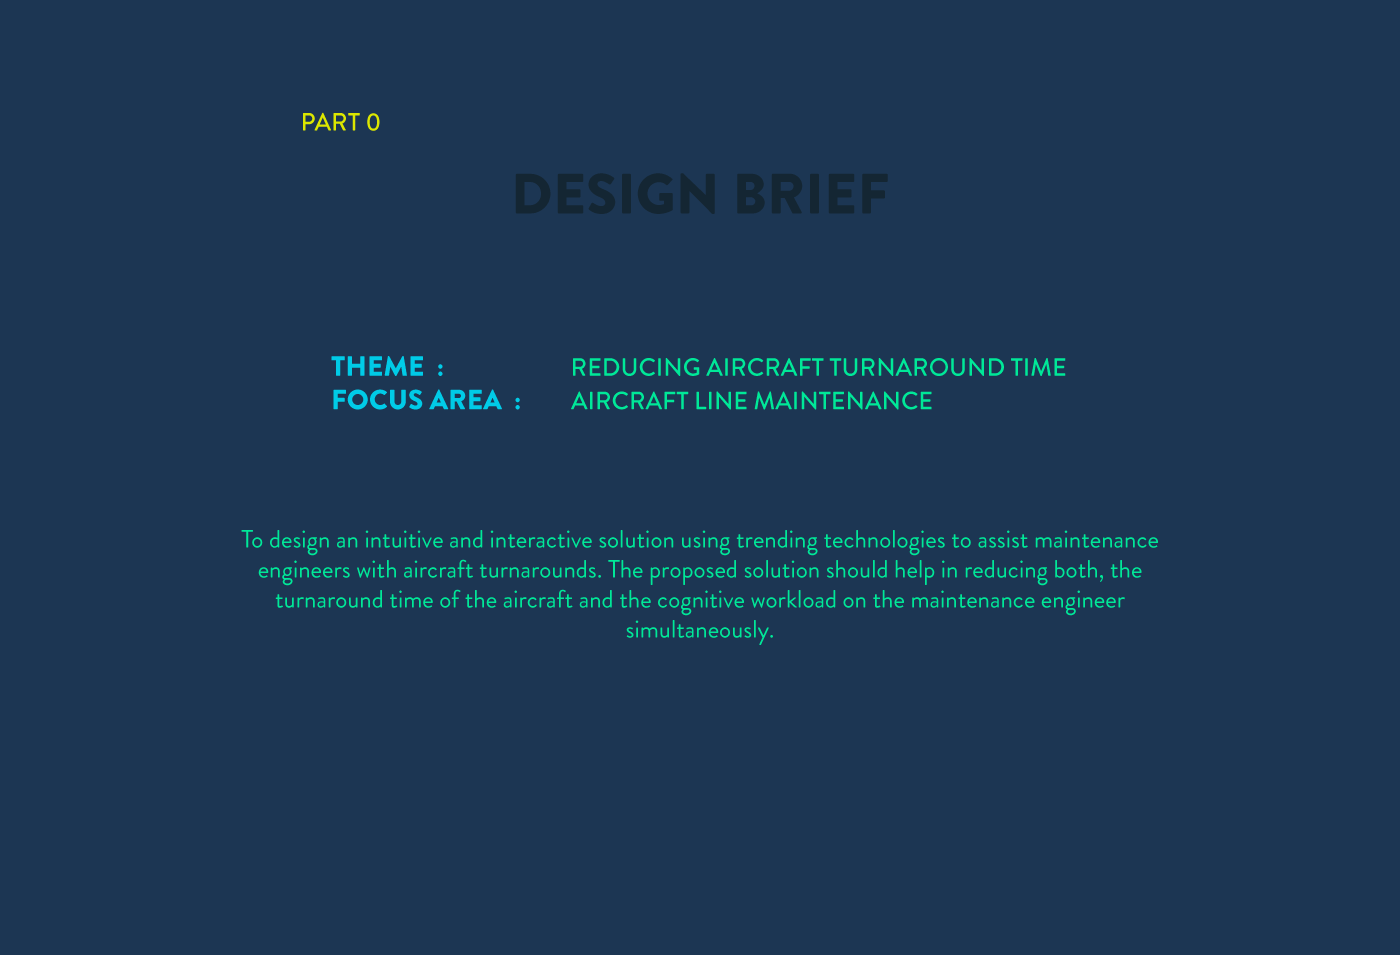 PART 0
DESIGN BRIEF
THEME : REDUCING AIRCRAFT TURNAROUND TIME
FOCUS AREA : AIRCRAFT LINE MAINTENANCE
To design an intuitive and interactive solution using trending technologies to assist maintenance
engineers with aircraft turnarounds. The proposed solution should help in reducing both, the
turnaround time of the aircraft and the cognitive workload on the maintenance engineer
simultaneously.